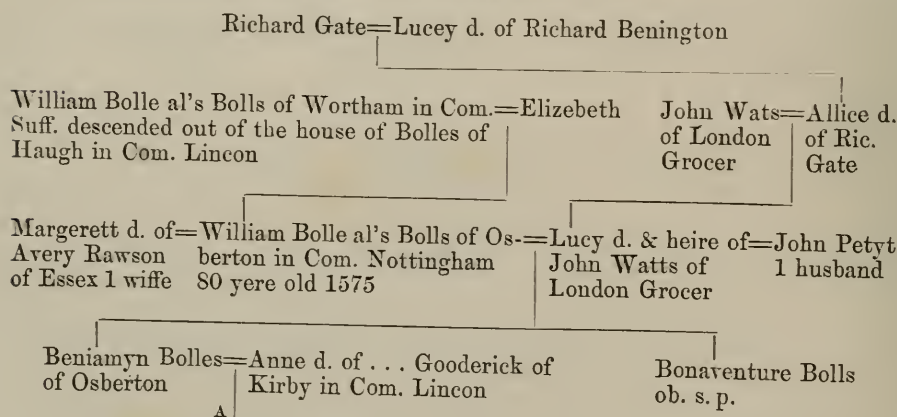 Richard Gate=Lucey d. of Richard Benington
William Bolle al's Bolls of Wortham in Com.=Elizebeth
Suff. descended out of the house of Bolles of
Haugh in Com. Lincon
John Wats=Allice d.
of London of Ric.
Grocer Gate
Margerett d. of=William Bolle al's Bolls of Os-=Lucy d. & heire of=John Petyt
Avery Rawson berton in Com. Nottingham John Watts of 1 husband
of Essex 1 wiffe 80 yere old 1575 London Grocer
Beniamyn Bolles=Anne d. of . . . Gooderick of
of Osberton Kirby in Com. Lincon
Bonaventure Bolls
ob. s. p.
A